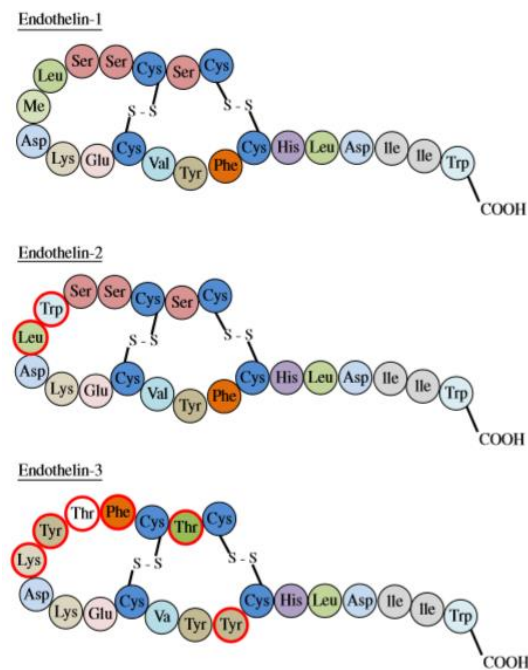 Endothelin-1
Leu Ser Ser Cys Ser Cys
Me
S - S S - S
Asp Lys Glu Cys Val Tyr Phe Cys His Leu Asp Ile Ile Trp
COOH
Endothelin-2
Trp Ser Ser Cys Ser Cys
Leu
S - S S - S
Asp Lys Glu Cys Val Tyr Phe Cys His Leu Asp Ile Ile Trp
COOH
Endothelin-3
Tyr Thr Phe Cys Thr Cys
Lys
S - S S - S
Asp Lys Glu Cys Va Tyr Tyr Cys His Leu Asp Ile Ile Trp
COOH